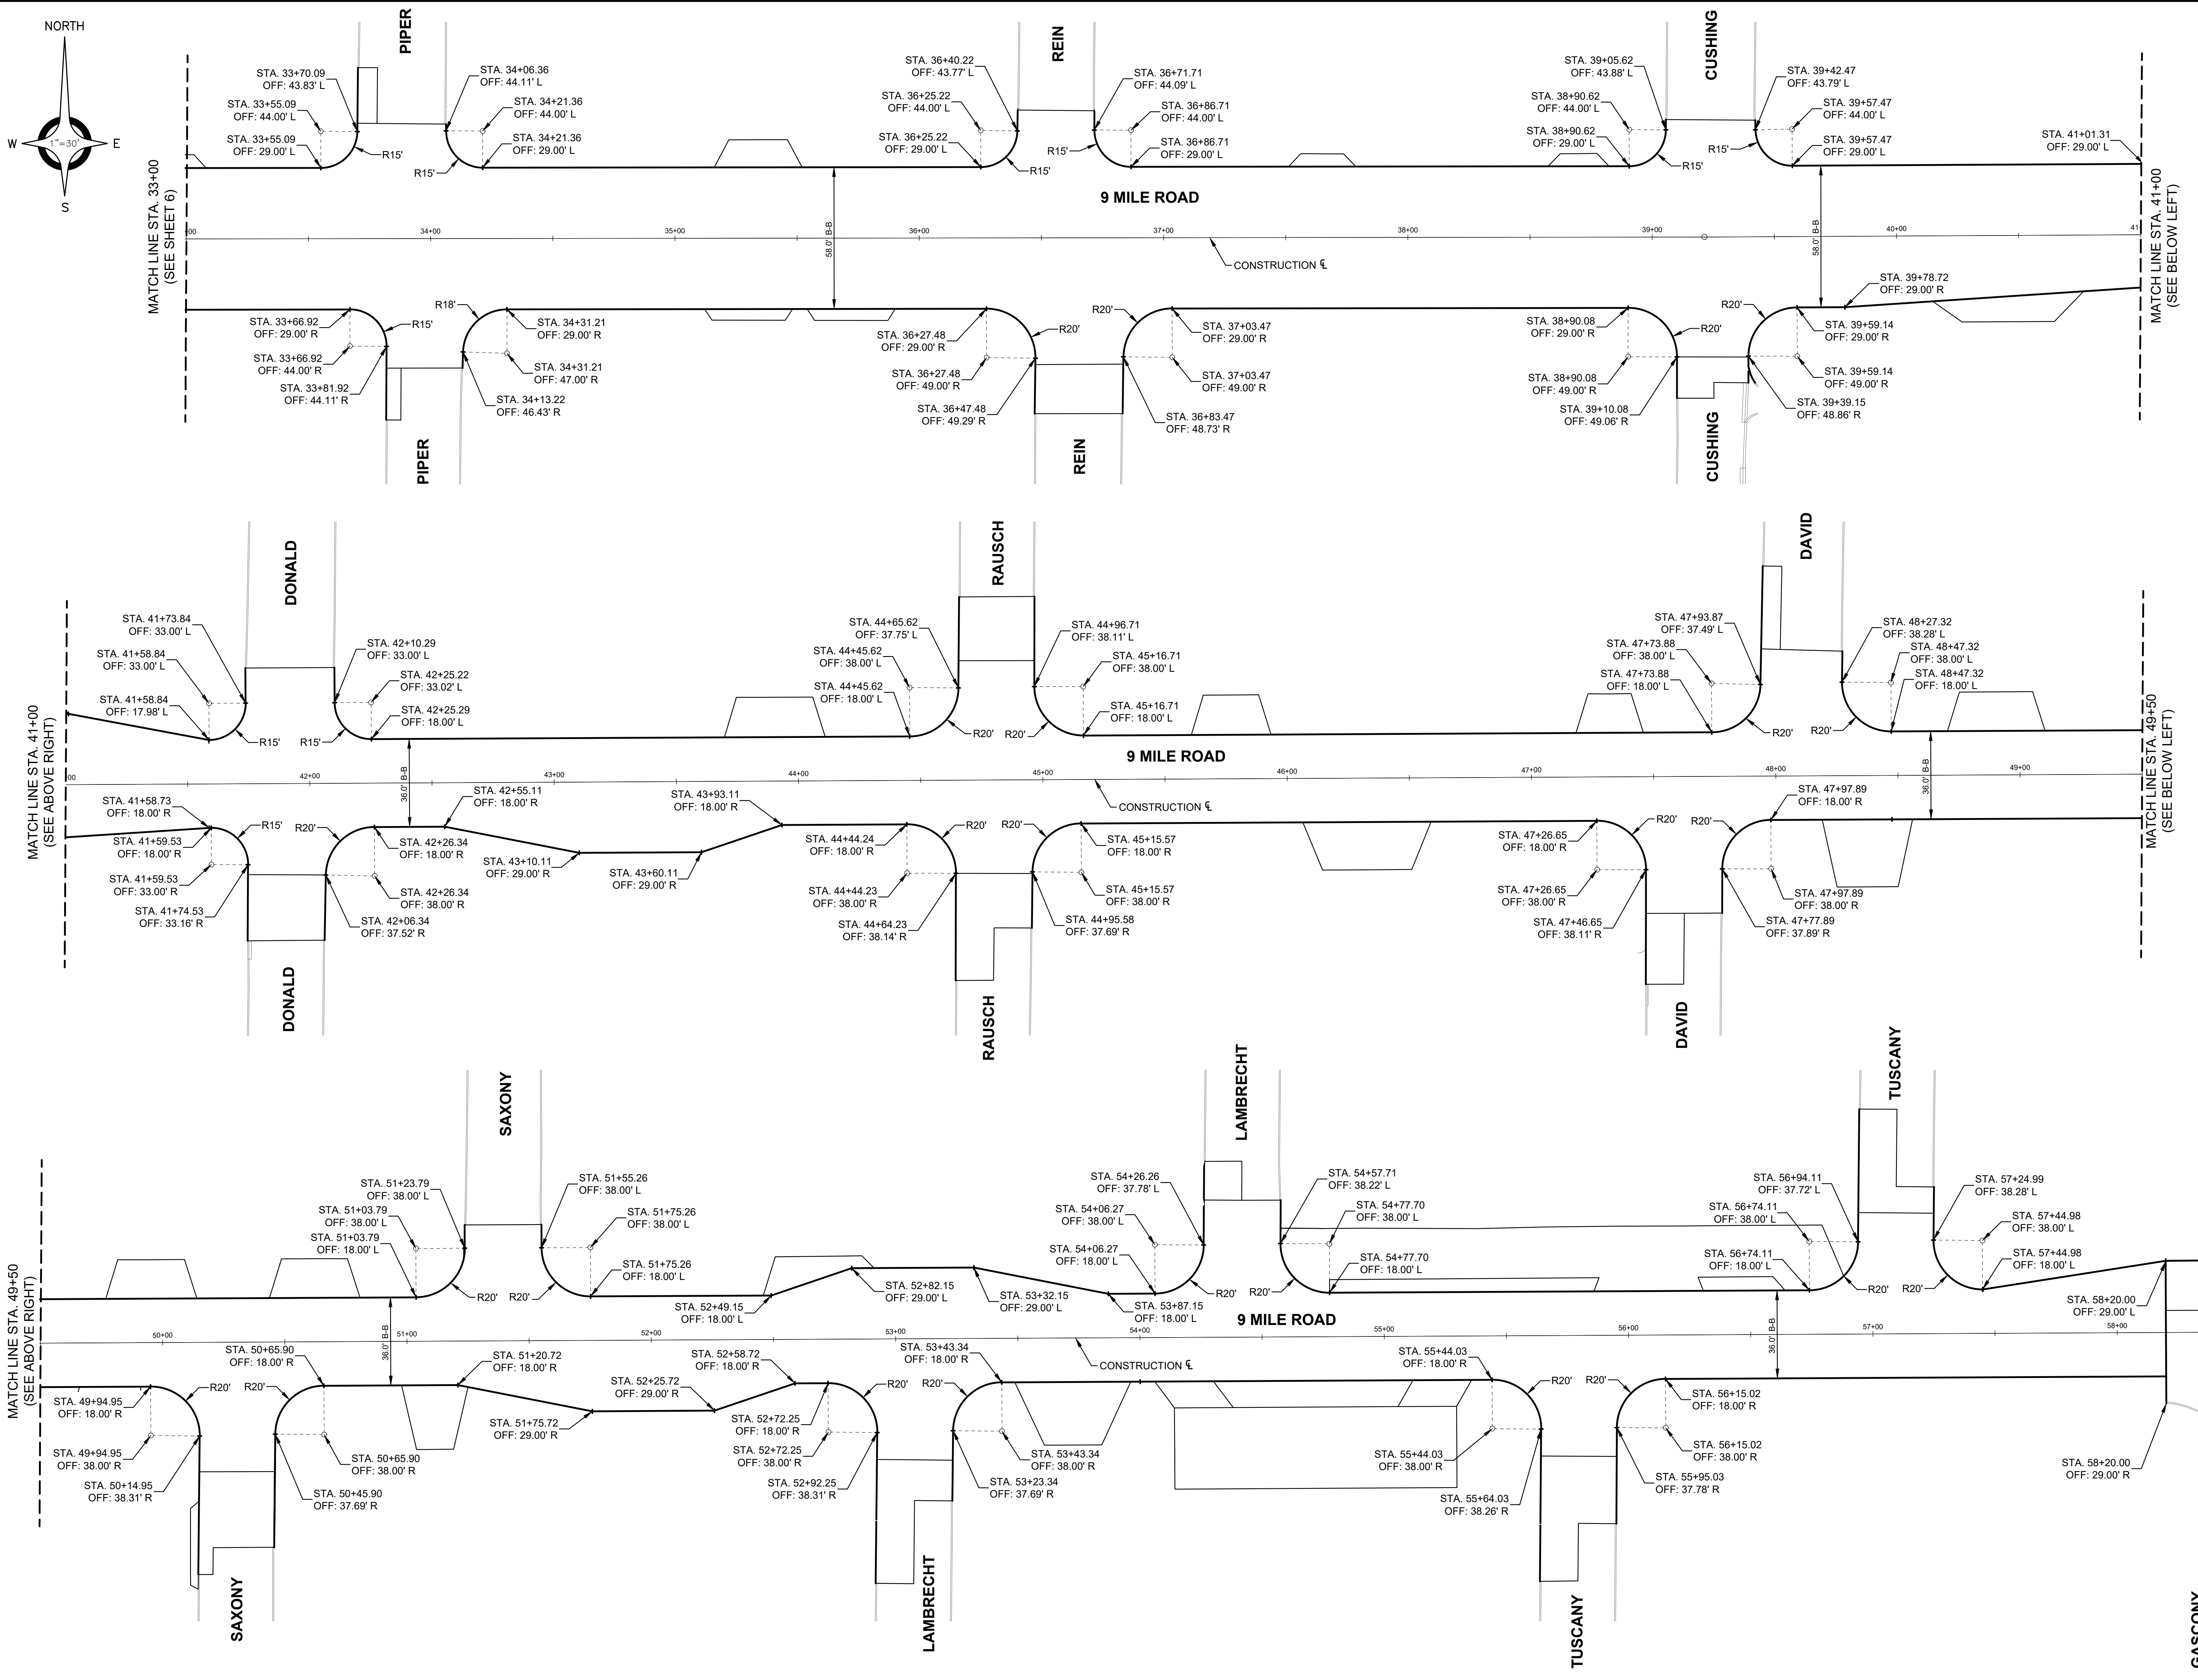 NORTH
W
E
1"=30'
S
PIPER
REIN
CUSHING
STA. 33+70.09
OFF: 43.83' L
STA. 33+55.09
OFF: 44.00' L
STA. 33+55.09
OFF: 29.00' L
R15'
STA. 34+06.36
OFF: 44.11' L
STA. 34+21.36
OFF: 44.00' L
STA. 34+21.36
OFF: 29.00' L
R15'
STA. 36+40.22
OFF: 43.77' L
STA. 36+25.22
OFF: 44.00' L
STA. 36+25.22
OFF: 29.00' L
R15'
STA. 36+71.71
OFF: 44.09' L
STA. 36+86.71
OFF: 44.00' L
STA. 36+86.71
OFF: 29.00' L
R15'
STA. 39+05.62
OFF: 43.88' L
STA. 38+90.62
OFF: 44.00' L
STA. 38+90.62
OFF: 29.00' L
R15'
STA. 39+42.47
OFF: 43.79' L
STA. 39+57.47
OFF: 44.00' L
STA. 39+57.47
OFF: 29.00' L
R15'
STA. 41+01.31
OFF: 29.00' L
MATCH LINE STA. 33+00
(SEE SHEET 6)
9 MILE ROAD
MATCH LINE STA. 41+00
(SEE BELOW LEFT)
00
34+00
35+00
58.0' B-B
36+00
37+00
38+00
39+00
58.0' B-B
40+00
41
CONSTRUCTION ℄
STA. 33+66.92
OFF: 29.00' R
STA. 33+66.92
OFF: 44.00' R
STA. 33+81.92
OFF: 44.11' R
R15'
R18'
STA. 34+31.21
OFF: 29.00' R
STA. 34+31.21
OFF: 47.00' R
STA. 34+13.22
OFF: 46.43' R
STA. 36+27.48
OFF: 29.00' R
STA. 36+27.48
OFF: 49.00' R
STA. 36+47.48
OFF: 49.29' R
R20'
R20'
STA. 37+03.47
OFF: 29.00' R
STA. 37+03.47
OFF: 49.00' R
STA. 36+83.47
OFF: 48.73' R
STA. 38+90.08
OFF: 29.00' R
STA. 38+90.08
OFF: 49.00' R
STA. 39+10.08
OFF: 49.06' R
R20'
R20'
STA. 39+78.72
OFF: 29.00' R
STA. 39+59.14
OFF: 29.00' R
STA. 39+59.14
OFF: 49.00' R
STA. 39+39.15
OFF: 48.86' R
PIPER
REIN
CUSHING
DONALD
RAUSCH
DAVID
STA. 41+73.84
OFF: 33.00' L
STA. 41+58.84
OFF: 33.00' L
STA. 41+58.84
OFF: 17.98' L
R15'
R15'
STA. 42+10.29
OFF: 33.00' L
STA. 42+25.22
OFF: 33.02' L
STA. 42+25.29
OFF: 18.00' L
STA. 44+65.62
OFF: 37.75' L
STA. 44+45.62
OFF: 38.00' L
STA. 44+45.62
OFF: 18.00' L
R20'
R20'
STA. 44+96.71
OFF: 38.11' L
STA. 45+16.71
OFF: 38.00' L
STA. 45+16.71
OFF: 18.00' L
STA. 47+93.87
OFF: 37.49' L
STA. 47+73.88
OFF: 38.00' L
STA. 47+73.88
OFF: 18.00' L
R20'
R20'
STA. 48+27.32
OFF: 38.28' L
STA. 48+47.32
OFF: 38.00' L
STA. 48+47.32
OFF: 18.00' L
MATCH LINE STA. 41+00
(SEE ABOVE RIGHT)
9 MILE ROAD
MATCH LINE STA. 49+50
(SEE BELOW LEFT)
00
42+00
36.0' B-B
43+00
44+00
45+00
46+00
47+00
48+00
36.0' B-B
49+00
CONSTRUCTION ℄
STA. 41+58.73
OFF: 18.00' R
STA. 41+59.53
OFF: 18.00' R
STA. 41+59.53
OFF: 33.00' R
STA. 41+74.53
OFF: 33.16' R
R15'
R20'
STA. 42+55.11
OFF: 18.00' R
STA. 42+26.34
OFF: 18.00' R
STA. 42+26.34
OFF: 38.00' R
STA. 42+06.34
OFF: 37.52' R
STA. 43+10.11
OFF: 29.00' R
STA. 43+60.11
OFF: 29.00' R
STA. 43+93.11
OFF: 18.00' R
STA. 44+44.24
OFF: 18.00' R
STA. 44+44.23
OFF: 38.00' R
STA. 44+64.23
OFF: 38.14' R
R20'
R20'
STA. 45+15.57
OFF: 18.00' R
STA. 45+15.57
OFF: 38.00' R
STA. 44+95.58
OFF: 37.69' R
STA. 47+26.65
OFF: 18.00' R
STA. 47+26.65
OFF: 38.00' R
STA. 47+46.65
OFF: 38.11' R
R20'
R20'
STA. 47+97.89
OFF: 18.00' R
STA. 47+97.89
OFF: 38.00' R
STA. 47+77.89
OFF: 37.89' R
DONALD
RAUSCH
DAVID
SAXONY
LAMBRECHT
TUSCANY
STA. 51+23.79
OFF: 38.00' L
STA. 51+03.79
OFF: 38.00' L
STA. 51+03.79
OFF: 18.00' L
R20'
R20'
STA. 51+55.26
OFF: 38.00' L
STA. 51+75.26
OFF: 38.00' L
STA. 51+75.26
OFF: 18.00' L
STA. 52+49.15
OFF: 18.00' L
STA. 52+82.15
OFF: 29.00' L
STA. 53+32.15
OFF: 29.00' L
STA. 53+87.15
OFF: 18.00' L
STA. 54+26.26
OFF: 37.78' L
STA. 54+06.27
OFF: 38.00' L
STA. 54+06.27
OFF: 18.00' L
R20'
R20'
STA. 54+57.71
OFF: 38.22' L
STA. 54+77.70
OFF: 38.00' L
STA. 54+77.70
OFF: 18.00' L
STA. 56+94.11
OFF: 37.72' L
STA. 56+74.11
OFF: 38.00' L
STA. 56+74.11
OFF: 18.00' L
R20'
R20'
STA. 57+24.99
OFF: 38.28' L
STA. 57+44.98
OFF: 38.00' L
STA. 57+44.98
OFF: 18.00' L
STA. 58+20.00
OFF: 29.00' L
MATCH LINE STA. 49+50
(SEE ABOVE RIGHT)
9 MILE ROAD
50+00
36.0' B-B
51+00
52+00
53+00
54+00
55+00
56+00
36.0' B-B
57+00
58+00
CONSTRUCTION ℄
STA. 49+94.95
OFF: 18.00' R
STA. 49+94.95
OFF: 38.00' R
STA. 50+14.95
OFF: 38.31' R
R20'
R20'
STA. 50+65.90
OFF: 18.00' R
STA. 50+65.90
OFF: 38.00' R
STA. 50+45.90
OFF: 37.69' R
STA. 51+20.72
OFF: 18.00' R
STA. 51+75.72
OFF: 29.00' R
STA. 52+25.72
OFF: 29.00' R
STA. 52+58.72
OFF: 18.00' R
STA. 52+72.25
OFF: 18.00' R
STA. 52+72.25
OFF: 38.00' R
STA. 52+92.25
OFF: 38.31' R
R20'
R20'
STA. 53+43.34
OFF: 18.00' R
STA. 53+43.34
OFF: 38.00' R
STA. 53+23.34
OFF: 37.69' R
STA. 55+44.03
OFF: 18.00' R
STA. 55+44.03
OFF: 38.00' R
STA. 55+64.03
OFF: 38.26' R
R20'
R20'
STA. 56+15.02
OFF: 18.00' R
STA. 56+15.02
OFF: 38.00' R
STA. 55+95.03
OFF: 37.78' R
STA. 58+20.00
OFF: 29.00' R
SAXONY
LAMBRECHT
TUSCANY
GASCONY